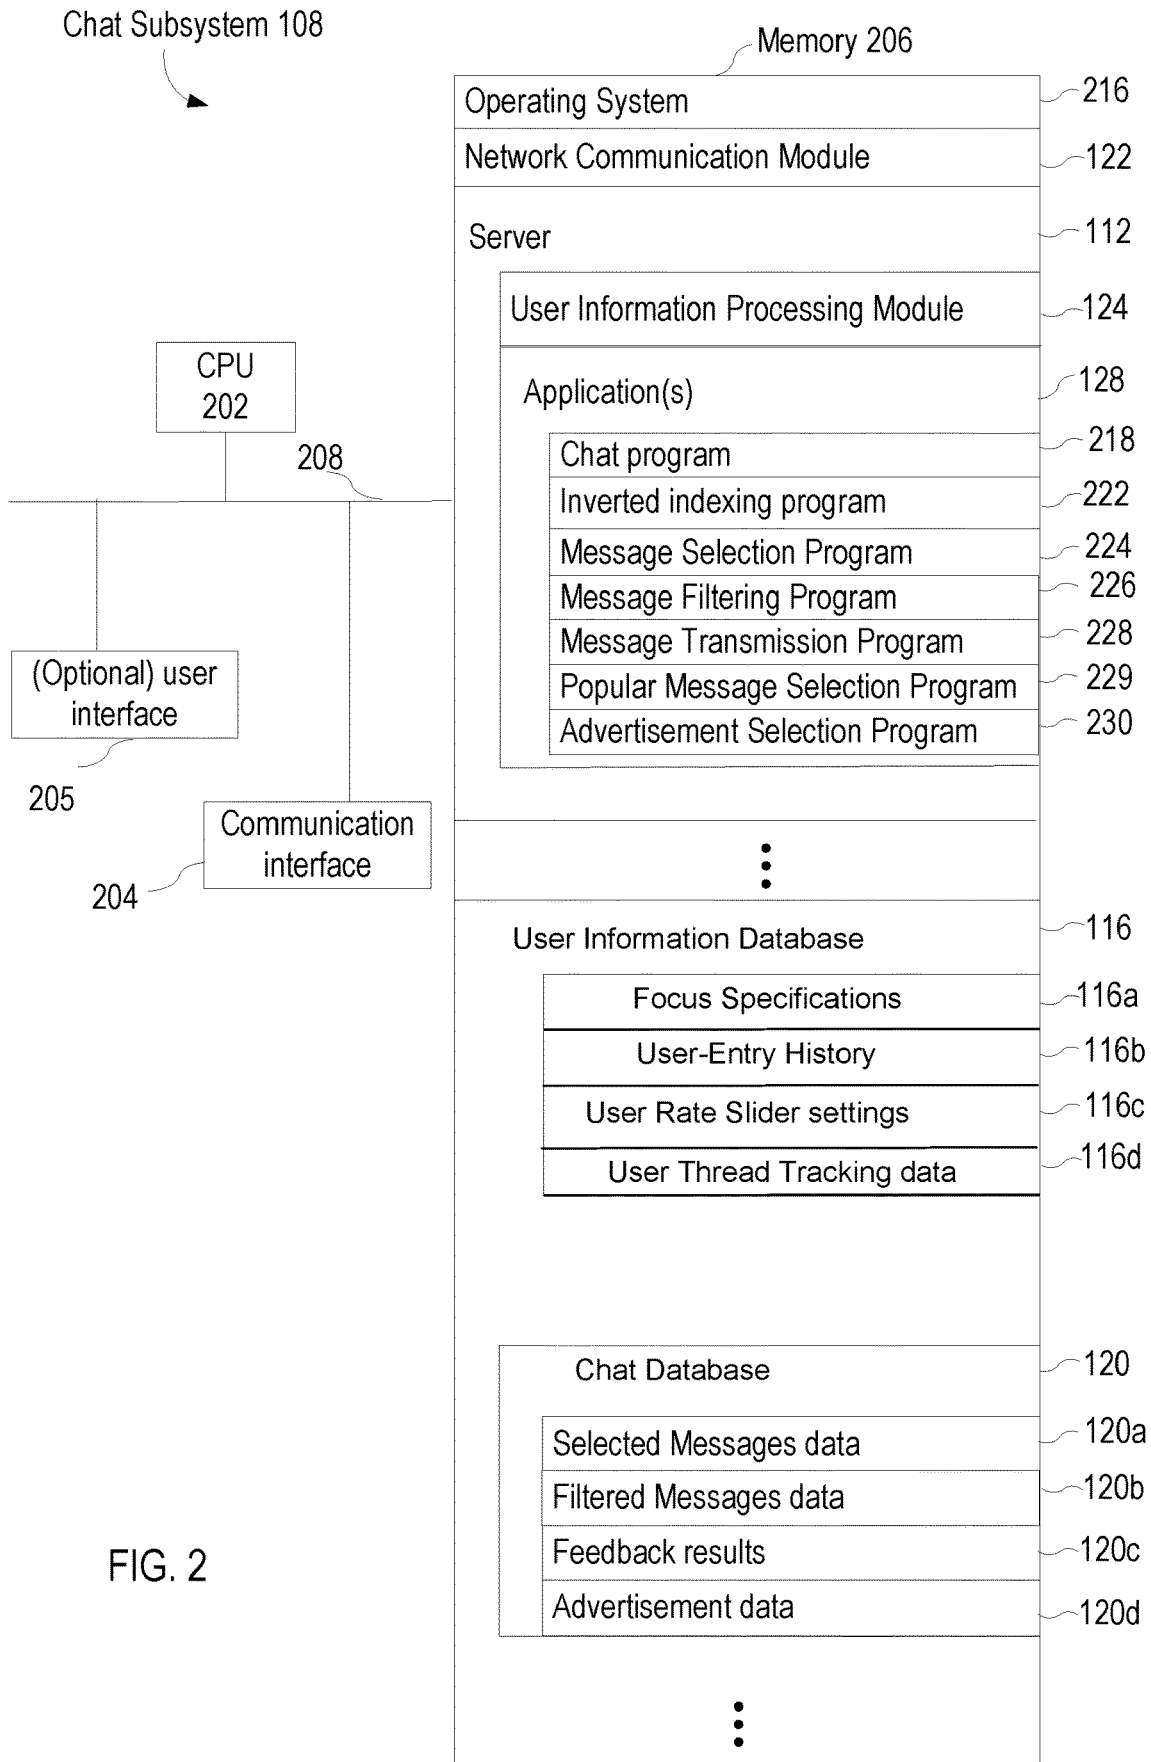 Chat Subsystem 108
Memory 206
Operating System 216
Network Communication Module 122
Server 112
User Information Processing Module 124
Application(s) 128
Chat program 218
Inverted indexing program 222
Message Selection Program 224
Message Filtering Program 226
Message Transmission Program 228
Popular Message Selection Program 229
Advertisement Selection Program 230
CPU
202
208
(Optional) user
interface
205
Communication
interface
204
User Information Database 116
Focus Specifications 116a
User-Entry History 116b
User Rate Slider settings 116c
User Thread Tracking data 116d
Chat Database 120
Selected Messages data 120a
Filtered Messages data 120b
Feedback results 120c
Advertisement data 120d
FIG. 2